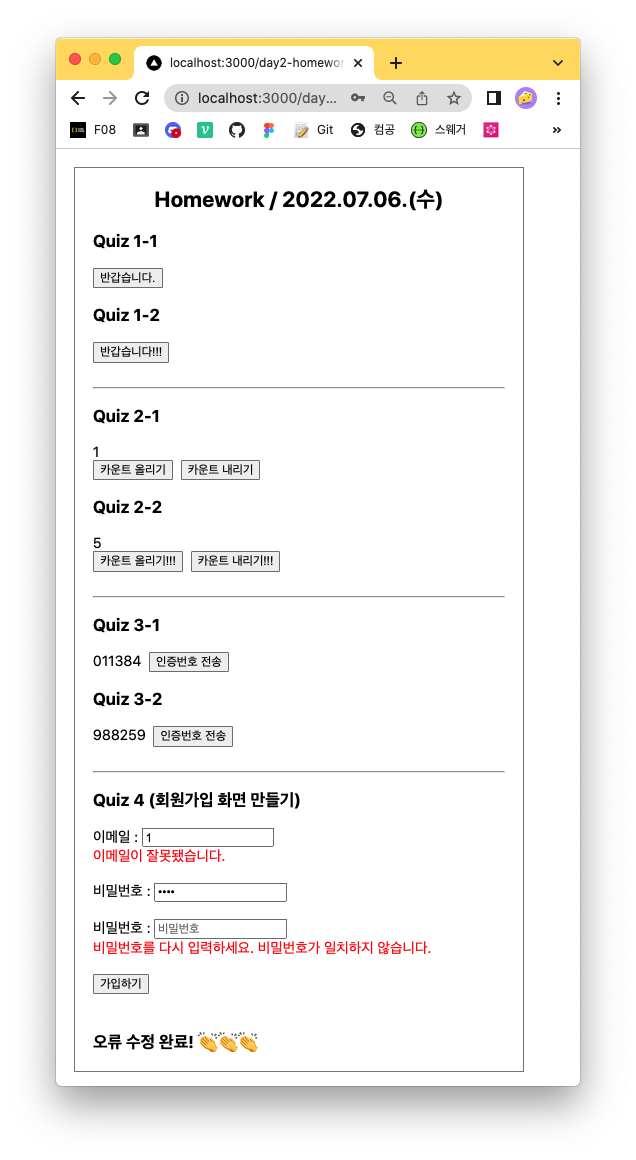 localhost:3000/day2-homewor
localhost:3000/day...
F08
Git
컴공
스웨거
»
Homework / 2022.07.06.(수)
Quiz 1-1
반갑습니다.
Quiz 1-2
반갑습니다!!!
Quiz 2-1
1
카운트 올리기 카운트 내리기
Quiz 2-2
5
카운트 올리기!!! 카운트 내리기!!!
Quiz 3-1
011384 인증번호 전송
Quiz 3-2
988259 인증번호 전송
Quiz 4 (회원가입 화면 만들기)
이메일 : 1
이메일이 잘못됐습니다.
비밀번호 : ••••
비밀번호 : 비밀번호
비밀번호를 다시 입력하세요. 비밀번호가 일치하지 않습니다.
가입하기
오류 수정 완료! 👏👏👏